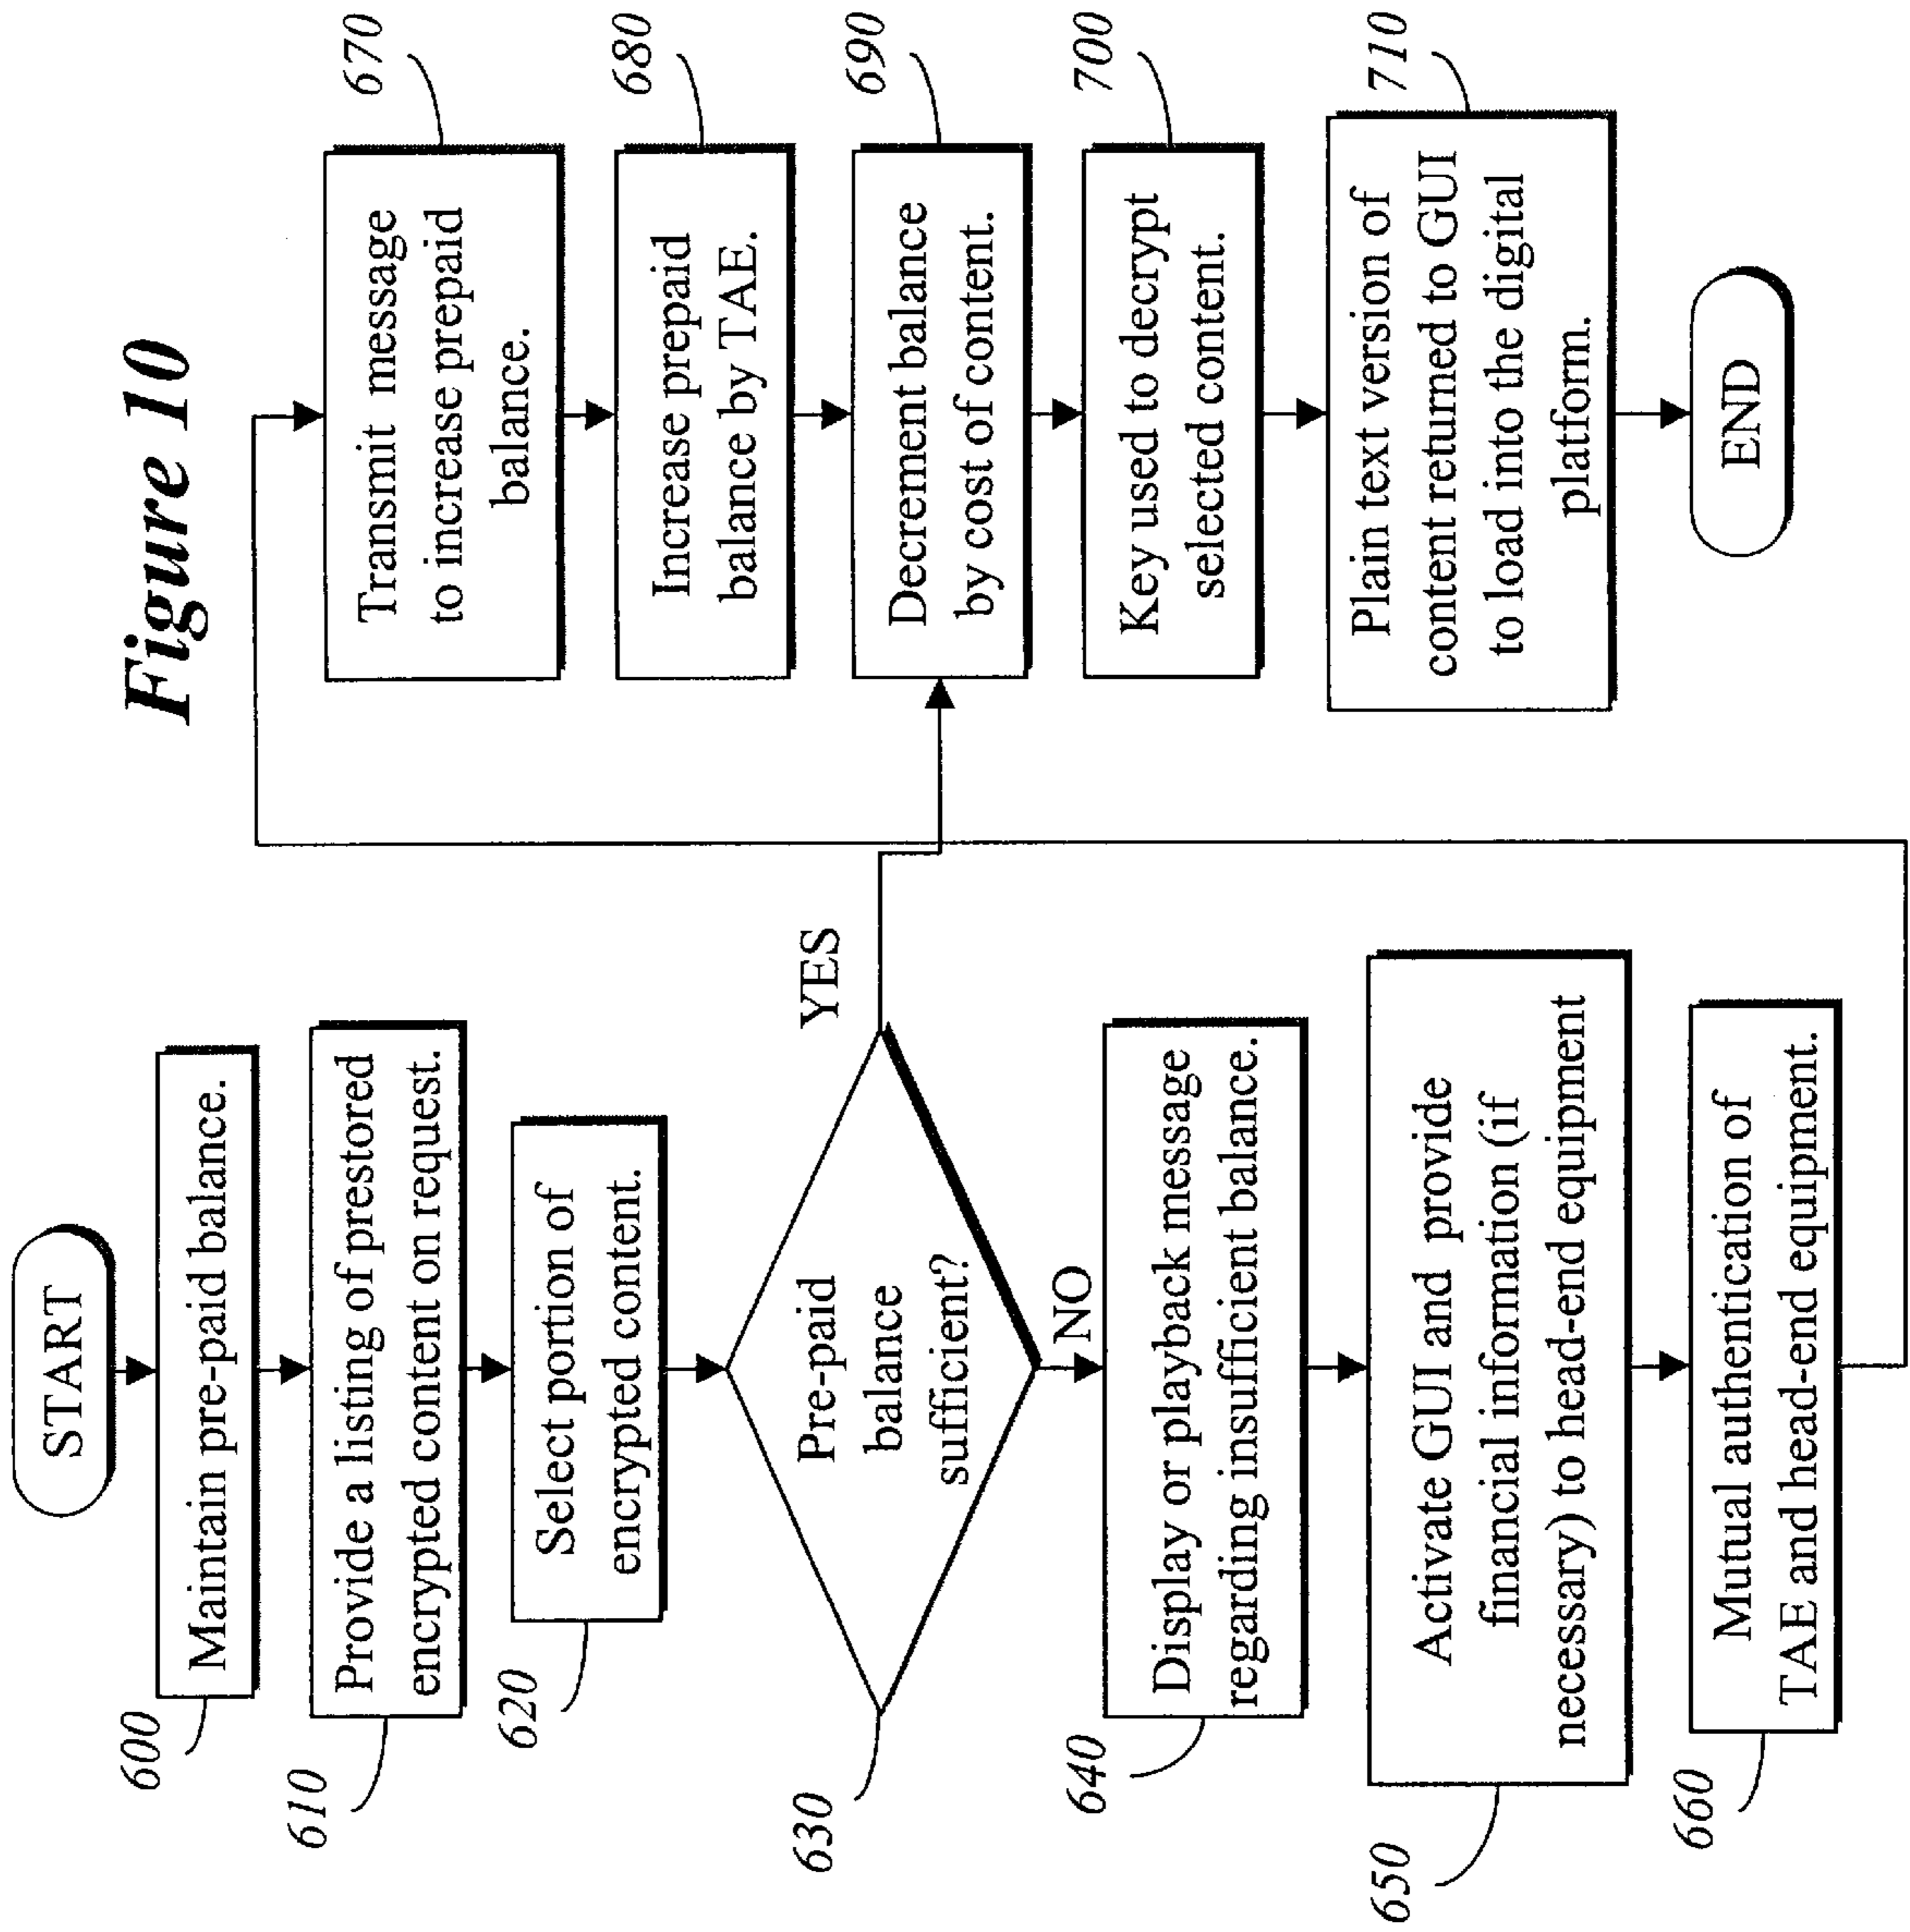 Figure 10
START
600
Maintain pre-paid balance.
610
Provide a listing of prestored
encrypted content on request.
620
Select portion of
encrypted content.
630
Pre-paid
balance
sufficient?
YES
NO
640
Display or playback message
regarding insufficient balance.
650
Activate GUI and provide
financial information (if
necessary) to head-end equipment
660
Mutual authentication of
TAE and head-end equipment.
670
Transmit message
to increase prepaid
balance.
680
Increase prepaid
balance by TAE.
690
Decrement balance
by cost of content.
700
Key used to decrypt
selected content.
710
Plain text version of
content returned to GUI
to load into the digital
platform.
END